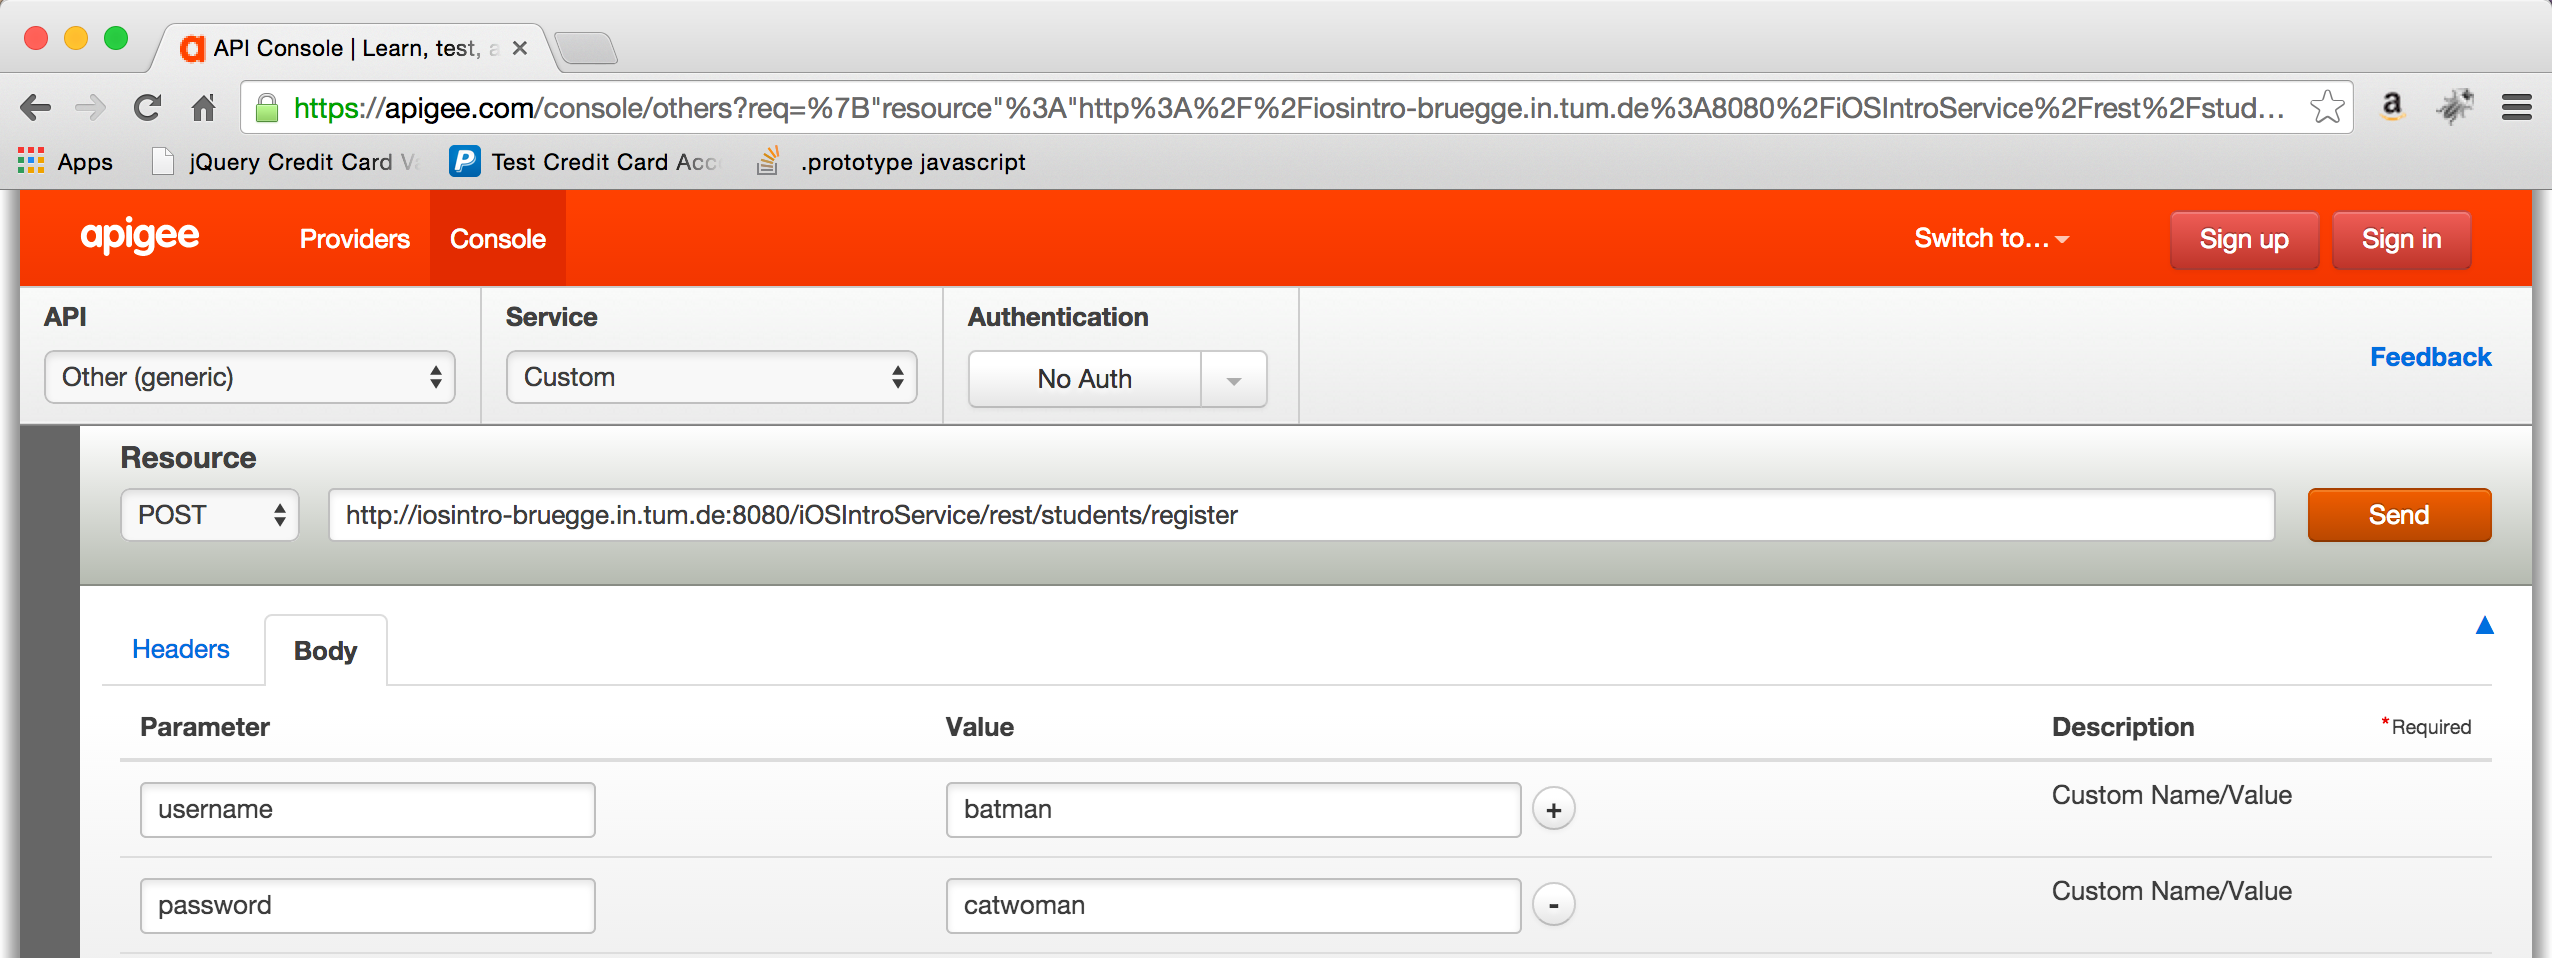 API Console | Learn, test, a
https://apigee.com/console/others?req=%7B"resource"%3A"http%3A%2F%2Fiosintro-bruegge.in.tum.de%3A8080%2FiOSIntroService%2Frest%2Fstud...
Apps jQuery Credit Card Va Test Credit Card Acc .prototype javascript
apigee Providers Console Switch to... Sign up Sign in
API Service Authentication
Other (generic) Custom No Auth Feedback
Resource
POST http://iosintro-bruegge.in.tum.de:8080/iOSIntroService/rest/students/register Send
Headers Body
Parameter Value Description *Required
username batman + Custom Name/Value
password catwoman - Custom Name/Value